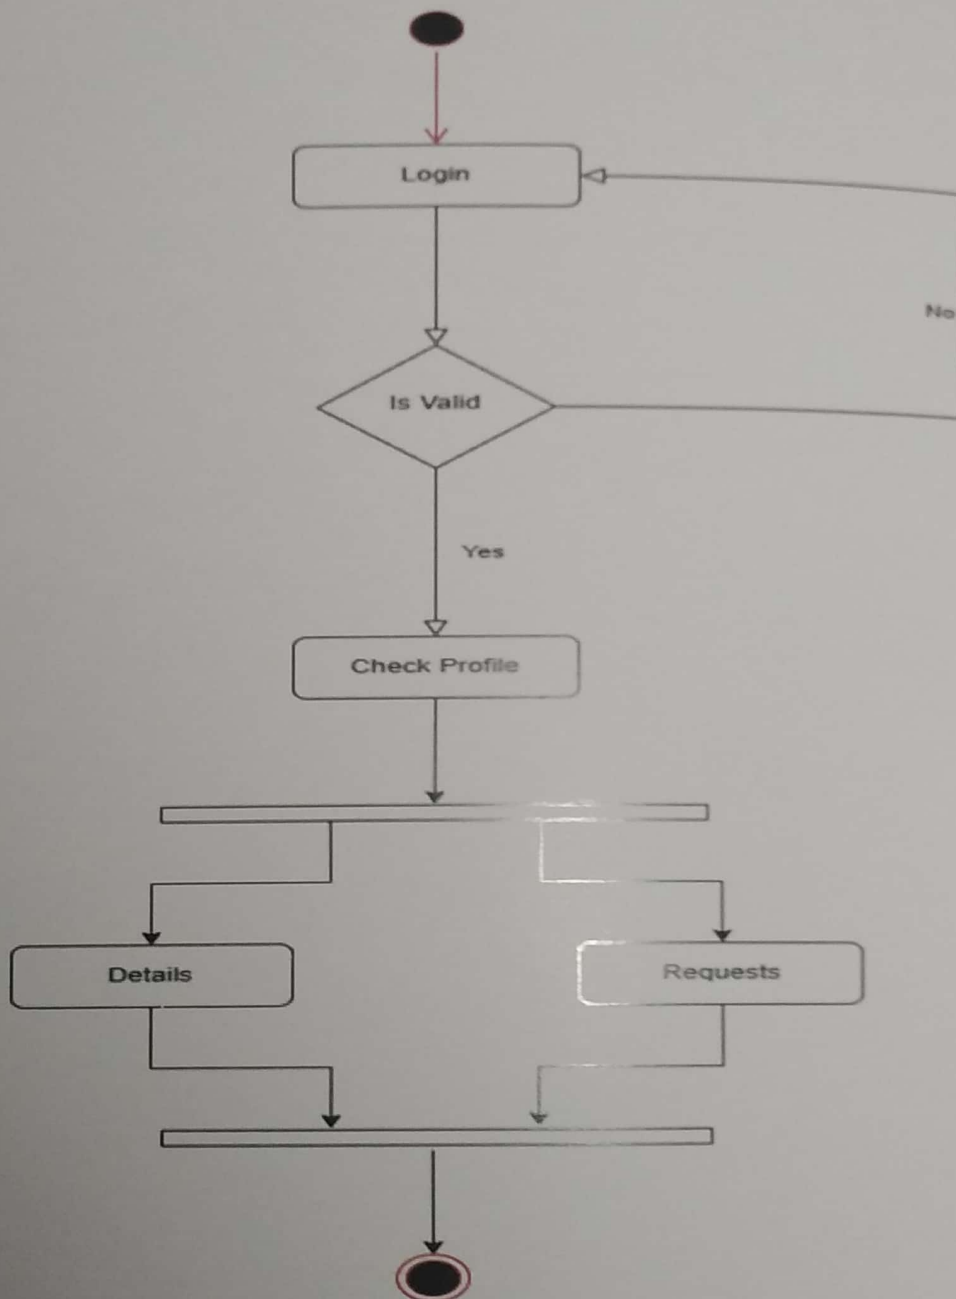 Login
No
Is Valid
Yes
Check Profile
Details
Requests